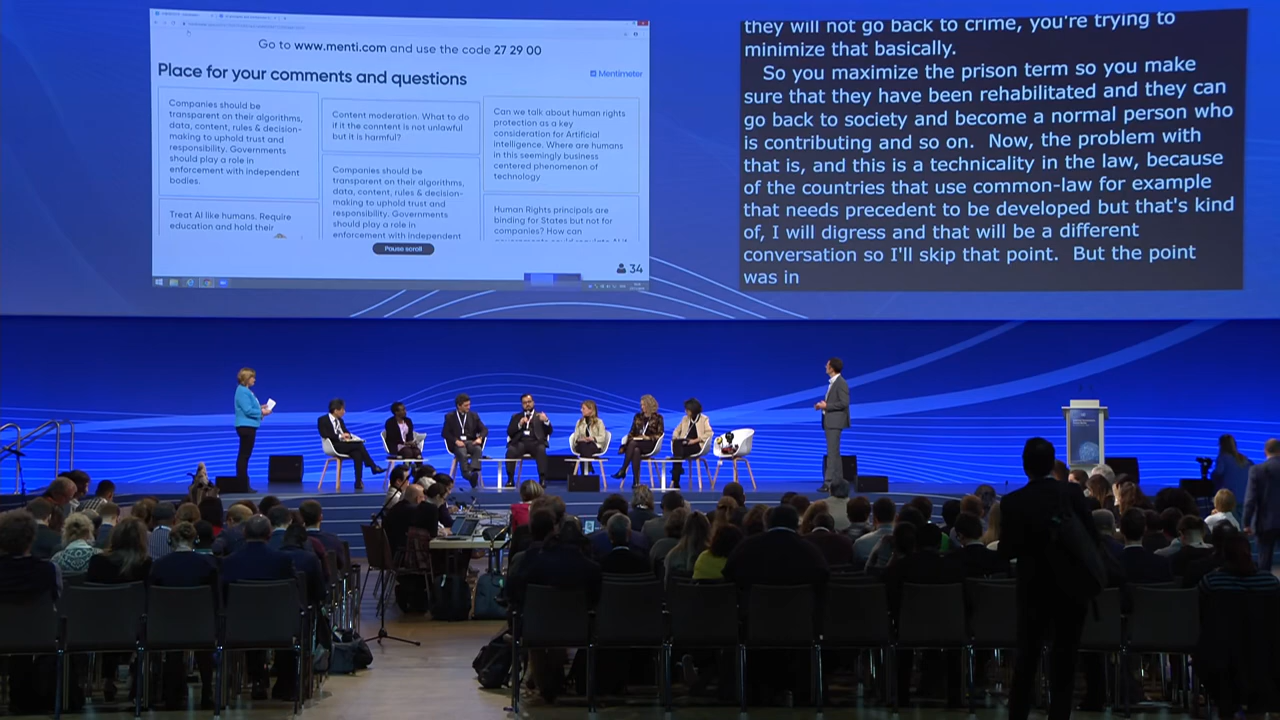 Go to www.menti.com and use the code 27 29 00
Place for your comments and questions
Mentimeter
Companies should be
transparent on their algorithms,
data, content, rules & decision-
making to uphold trust and
responsibility. Governments
should play a role in
enforcement with independent
bodies.
Treat AI like humans. Require
education and hold their
Content moderation. What to do
if it the conntent is not unlawful
but it is harmful?
Companies should be
transparent on their algorithms,
data, content, rules & decision-
making to uphold trust and
responsibility. Governments
should play a role in
enforcement with independent
Can we talk about human rights
protection as a key
consideration for Artificial
Intelligence. Where are humans
in this seemingly business
centered phenomenon of
technology
Human Rights principals are
binding for States but not for
companies? How can
Pause scroll
34
they will not go back to crime, you're trying to
minimize that basically.
So you maximize the prison term so you make
sure that they have been rehabilitated and they can
go back to society and become a normal person who
is contributing and so on. Now, the problem with
that is, and this is a technicality in the law, because
of the countries that use common-law for example
that needs precedent to be developed but that's kind
of, I will digress and that will be a different
conversation so I'll skip that point. But the point
was in